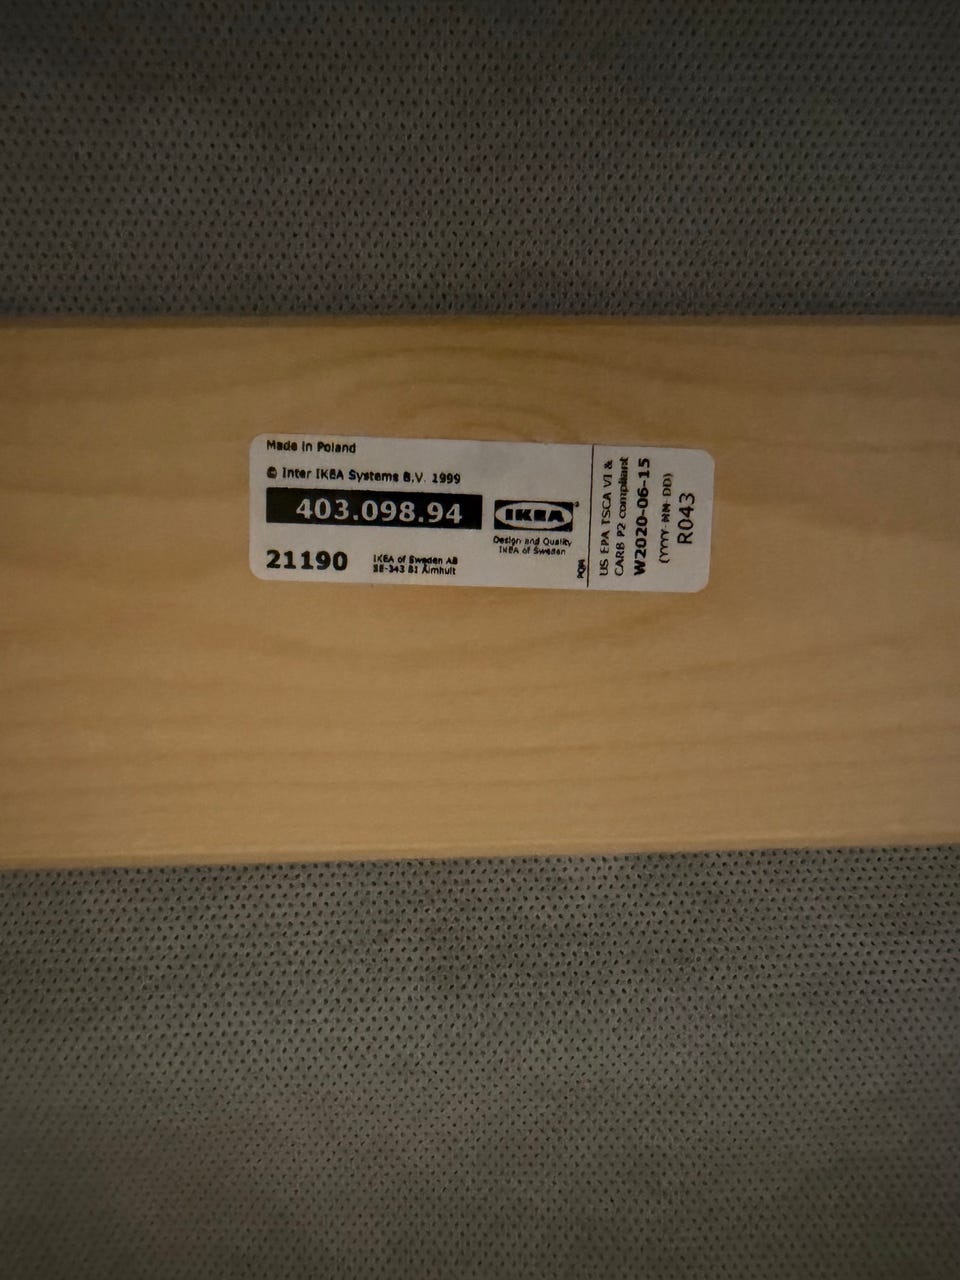 Made in Poland
© Inter IKEA Systems B.V. 1999
403.098.94
IKEA
Design and Quality
IKEA of Sweden
21190
IKEA of Sweden AB
SE-343 81 Älmhult
PQM
US EPA TSCA VI &
CARB P2 compliant
W2020-06-15
(YYYY-MM-DD)
R043